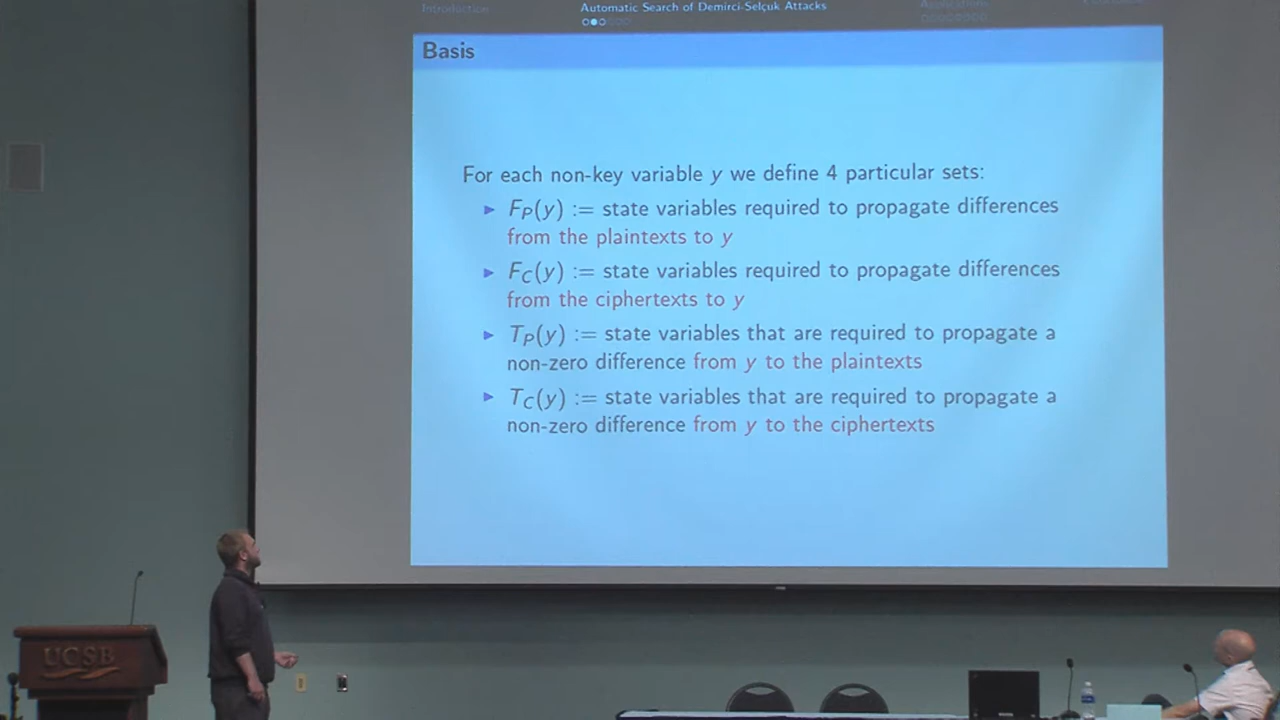 Introduction
Automatic Search of Demirci-Selçuk Attacks
Applications
Basis
For each non-key variable y we define 4 particular sets:
► F_P(y) := state variables required to propagate differences
from the plaintexts to y
► F_C(y) := state variables required to propagate differences
from the ciphertexts to y
► T_P(y) := state variables that are required to propagate a
non-zero difference from y to the plaintexts
► T_C(y) := state variables that are required to propagate a
non-zero difference from y to the ciphertexts
UCSB